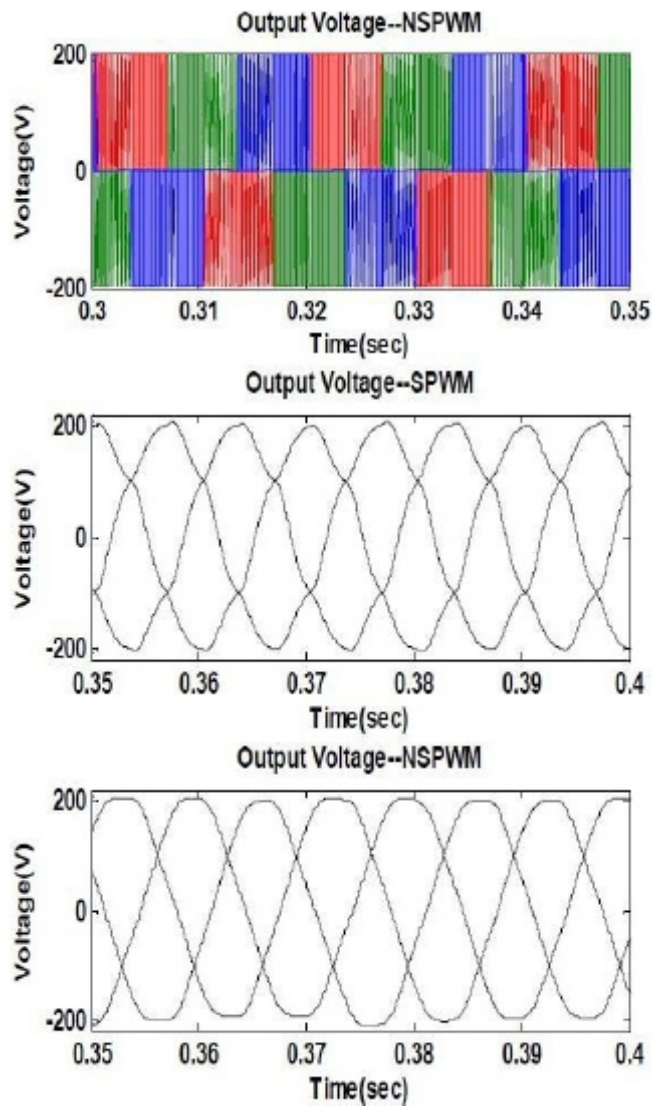 Output Voltage--NSPWM
200
0
-200
Voltage(V)
0.3 0.31 0.32 0.33 0.34 0.35
Time(sec)
Output Voltage--SPWM
200
0
-200
Voltage(V)
0.35 0.36 0.37 0.38 0.39 0.4
Time(sec)
Output Voltage--NSPWM
200
0
-200
Voltage(V)
0.35 0.36 0.37 0.38 0.39 0.4
Time(sec)